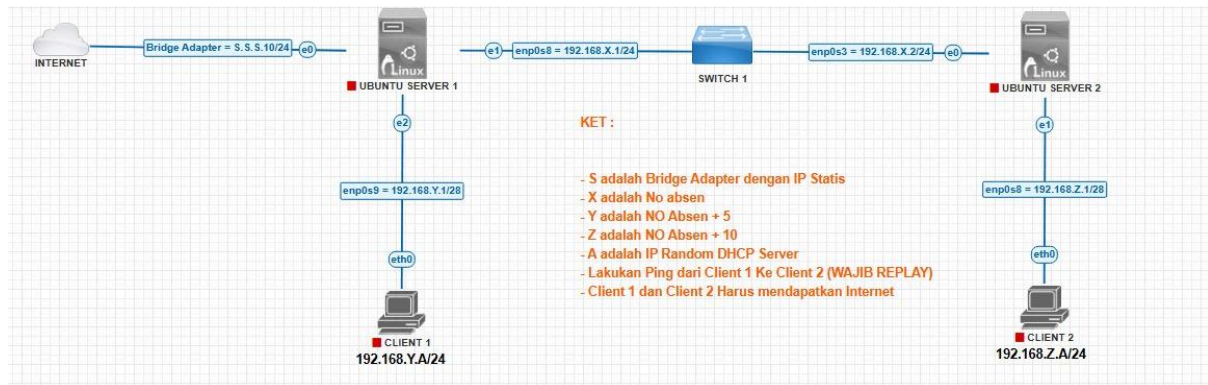 INTERNET
Bridge Adapter = S.S.S.10/24
e0
Linux
UBUNTU SERVER 1
e1
enp0s8 = 192.168.X.1/24
SWITCH 1
enp0s3 = 192.168.X.2/24
e0
Linux
UBUNTU SERVER 2
e2
enp0s9 = 192.168.Y.1/28
eth0
CLIENT 1
192.168.Y.A/24
KET :
- S adalah Bridge Adapter dengan IP Statis
- X adalah No absen
- Y adalah NO Absen + 5
- Z adalah NO Absen + 10
- A adalah IP Random DHCP Server
- Lakukan Ping dari Client 1 Ke Client 2 (WAJIB REPLAY)
- Client 1 dan Client 2 Harus mendapatkan Internet
e1
enp0s8 = 192.168.Z.1/28
eth0
CLIENT 2
192.168.Z.A/24